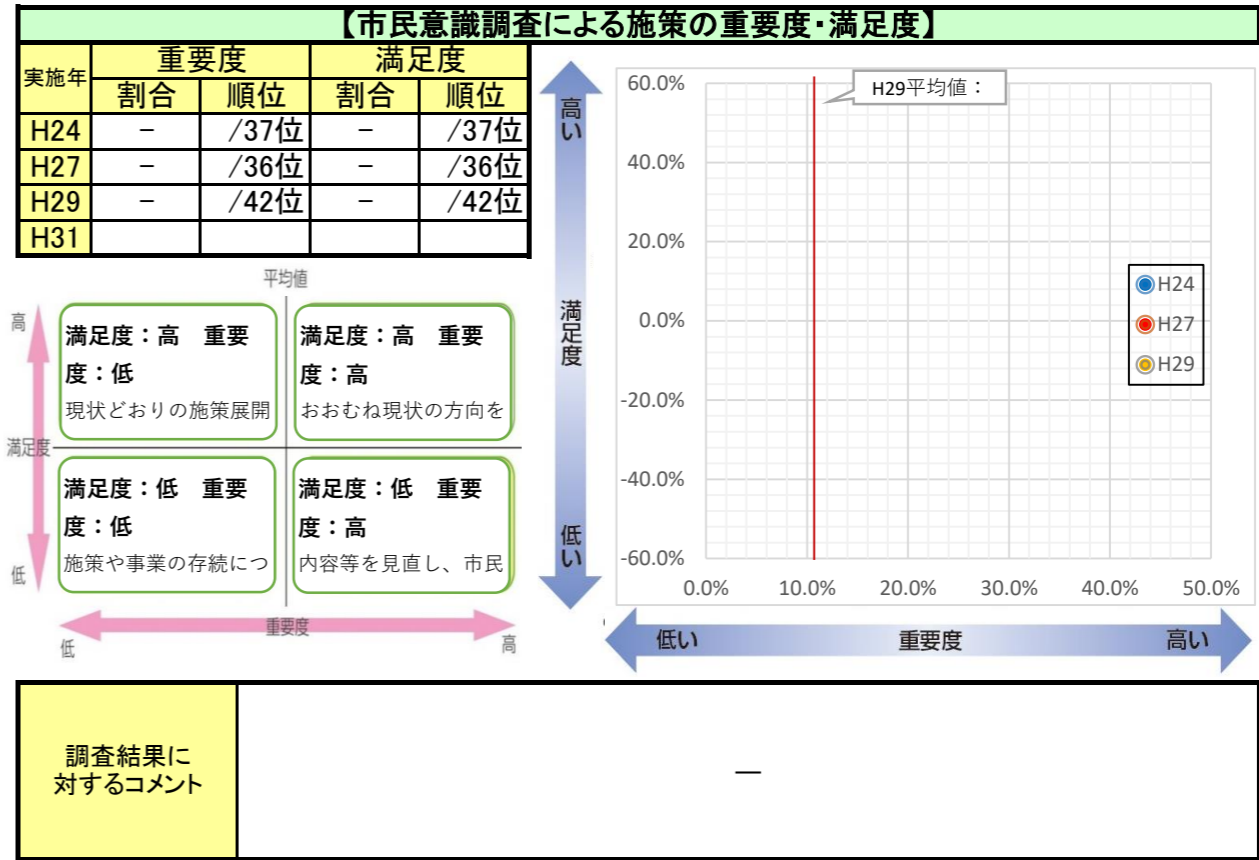 【市民意識調査による施策の重要度・満足度】
実施年 重要度 満足度
割合 順位 割合 順位
H24 － /37位 － /37位
H27 － /36位 － /36位
H29 － /42位 － /42位
H31
平均値
高
満足度
低
満足度：高　重要
度：低
現状どおりの施策展開
満足度：高　重要
度：高
おおむね現状の方向を
満足度：低　重要
度：低
施策や事業の存続につ
満足度：低　重要
度：高
内容等を見直し、市民
低
重要度
高
高い
満足度
低い
H29平均値：
60.0%
40.0%
20.0%
0.0%
-20.0%
-40.0%
-60.0%
0.0% 10.0% 20.0% 30.0% 40.0% 50.0%
H24
H27
H29
低い 重要度 高い
調査結果に
対するコメント
―